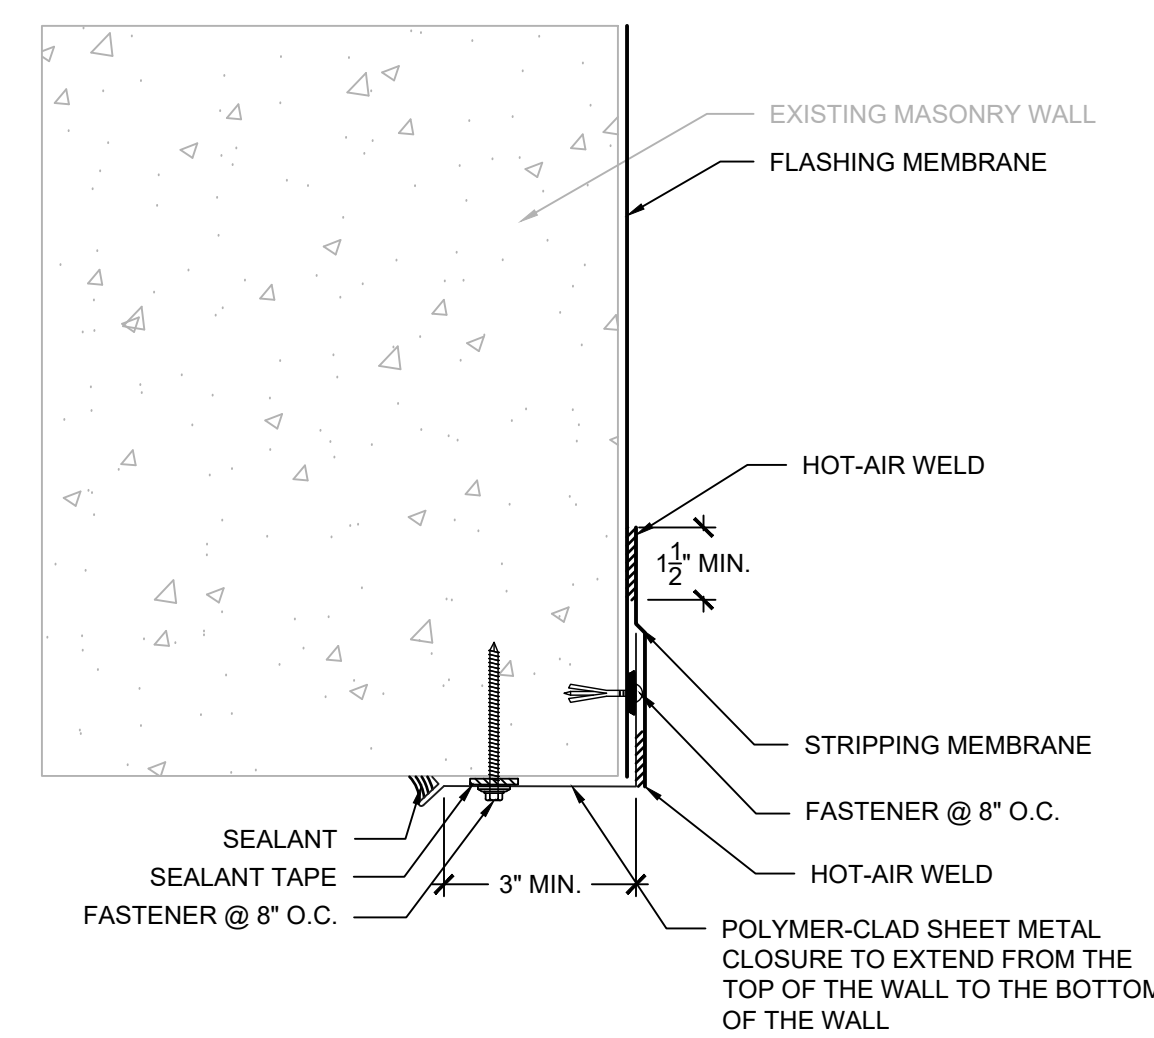 EXISTING MASONRY WALL
FLASHING MEMBRANE
HOT-AIR WELD
1 1/2" MIN.
STRIPPING MEMBRANE
FASTENER @ 8" O.C.
HOT-AIR WELD
SEALANT
SEALANT TAPE
FASTENER @ 8" O.C.
3" MIN.
POLYMER-CLAD SHEET METAL
CLOSURE TO EXTEND FROM THE
TOP OF THE WALL TO THE BOTTOM
OF THE WALL